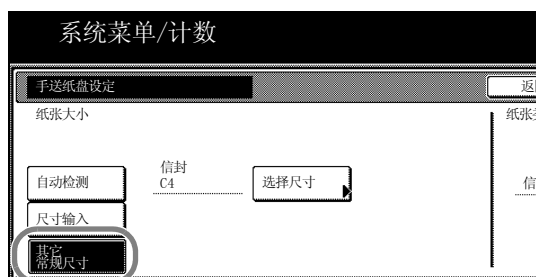 系统菜单/计数
手送纸盘设定
返
纸张大小
纸张
自动检测
信封
C4
选择尺寸
信
尺寸输入
其它
常规尺寸